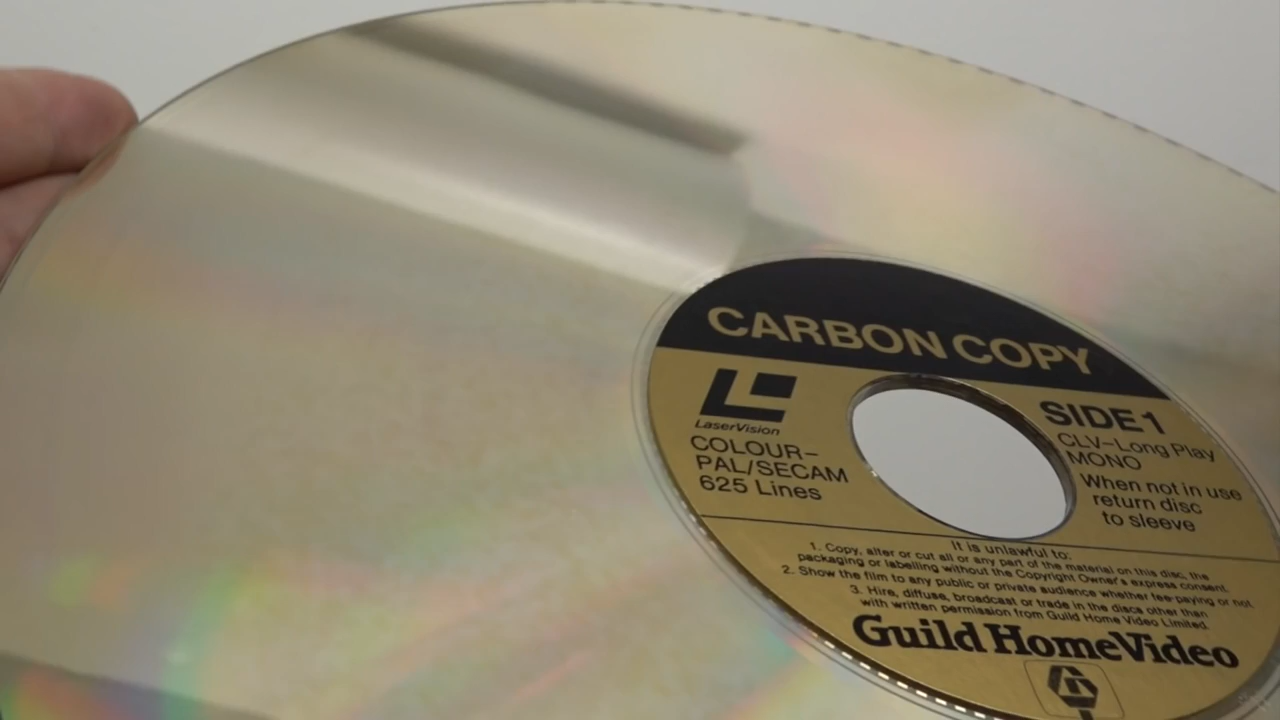 CARBON COPY
LaserVision
COLOUR-
PAL/SECAM
625 Lines
SIDE 1
CLV-Long Play
MONO
When not in use
return disc
to sleeve
It is unlawful to:
1. Copy, alter or cut all or any part of the material on this disc, the
packaging or labelling without the Copyright Owner's express consent.
2. Show the film to any public or private audience whether fee-paying or not
3. Hire, diffuse, broadcast or trade in the discs other than
with written permission from Guild Home Video Limited.
Guild Home Video